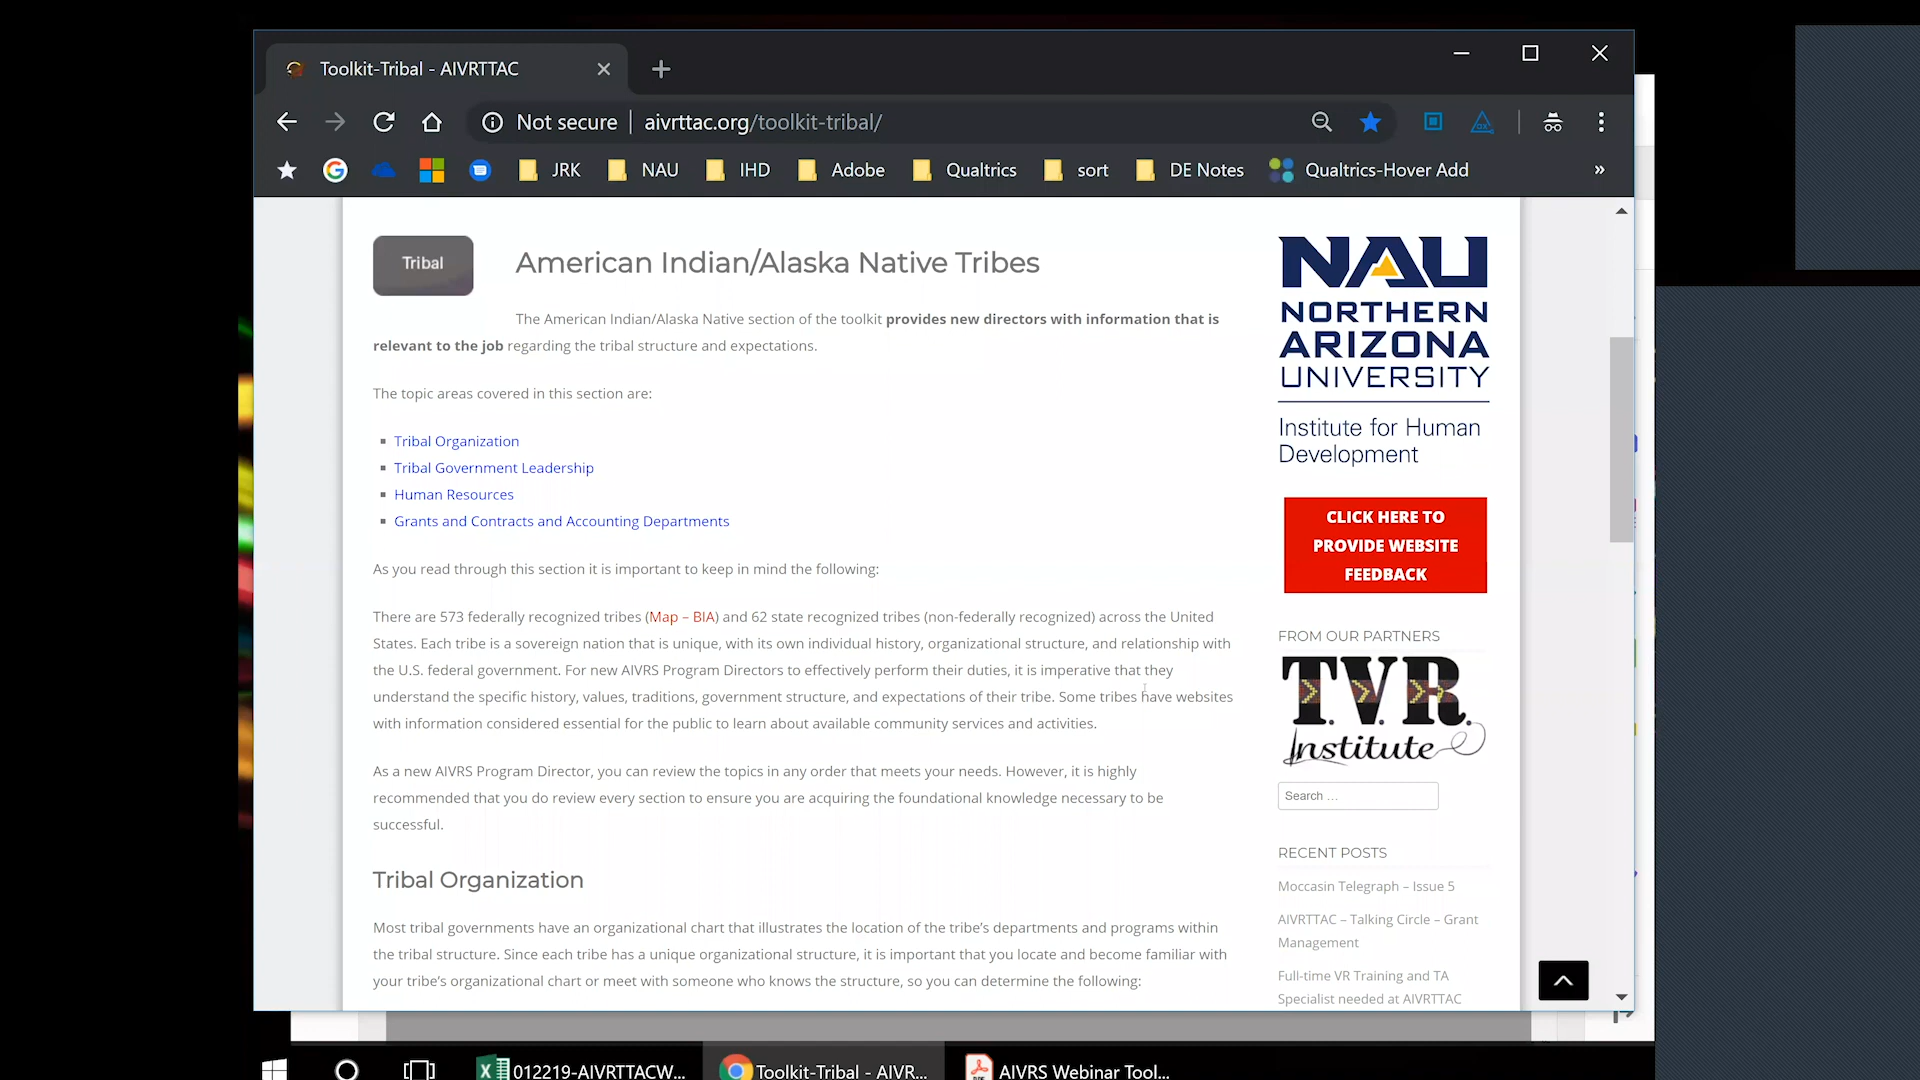 Toolkit-Tribal - AIVRTTAC
Not secure | aivrttac.org/toolkit-tribal/
JRK NAU IHD Adobe Qualtrics sort DE Notes Qualtrics-Hover Add »
Tribal
American Indian/Alaska Native Tribes
The American Indian/Alaska Native section of the toolkit provides new directors with information that is
relevant to the job regarding the tribal structure and expectations.
The topic areas covered in this section are:
Tribal Organization
Tribal Government Leadership
Human Resources
Grants and Contracts and Accounting Departments
As you read through this section it is important to keep in mind the following:
There are 573 federally recognized tribes (Map – BIA) and 62 state recognized tribes (non-federally recognized) across the United
States. Each tribe is a sovereign nation that is unique, with its own individual history, organizational structure, and relationship with
the U.S. federal government. For new AIVRS Program Directors to effectively perform their duties, it is imperative that they
understand the specific history, values, traditions, government structure, and expectations of their tribe. Some tribes have websites
with information considered essential for the public to learn about available community services and activities.
As a new AIVRS Program Director, you can review the topics in any order that meets your needs. However, it is highly
recommended that you do review every section to ensure you are acquiring the foundational knowledge necessary to be
successful.
Tribal Organization
Most tribal governments have an organizational chart that illustrates the location of the tribe's departments and programs within
the tribal structure. Since each tribe has a unique organizational structure, it is important that you locate and become familiar with
your tribe's organizational chart or meet with someone who knows the structure, so you can determine the following:
NAU
NORTHERN
ARIZONA
UNIVERSITY
Institute for Human
Development
CLICK HERE TO
PROVIDE WEBSITE
FEEDBACK
FROM OUR PARTNERS
T.V.R.
Institute
Search …
RECENT POSTS
Moccasin Telegraph – Issue 5
AIVRTTAC – Talking Circle – Grant
Management
Full-time VR Training and TA
Specialist needed at AIVRTTAC
012219-AIVRTTACW...
Toolkit-Tribal - AIVR...
AIVRS Webinar Tool...